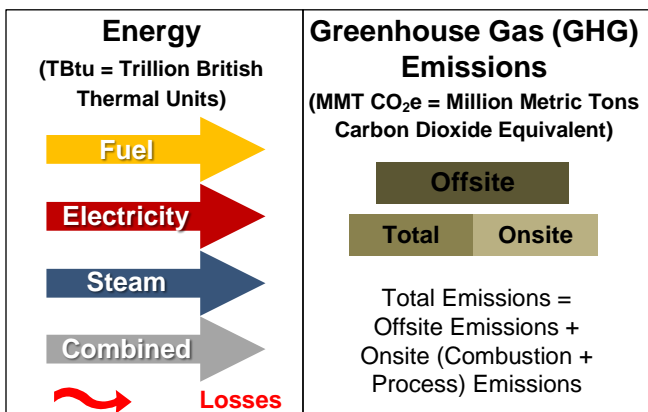 Energy
(TBtu = Trillion British
Thermal Units)
Fuel
Electricity
Steam
Combined
Losses
Greenhouse Gas (GHG)
Emissions
(MMT CO₂e = Million Metric Tons
Carbon Dioxide Equivalent)
Offsite
Total Onsite
Total Emissions =
Offsite Emissions +
Onsite (Combustion +
Process) Emissions